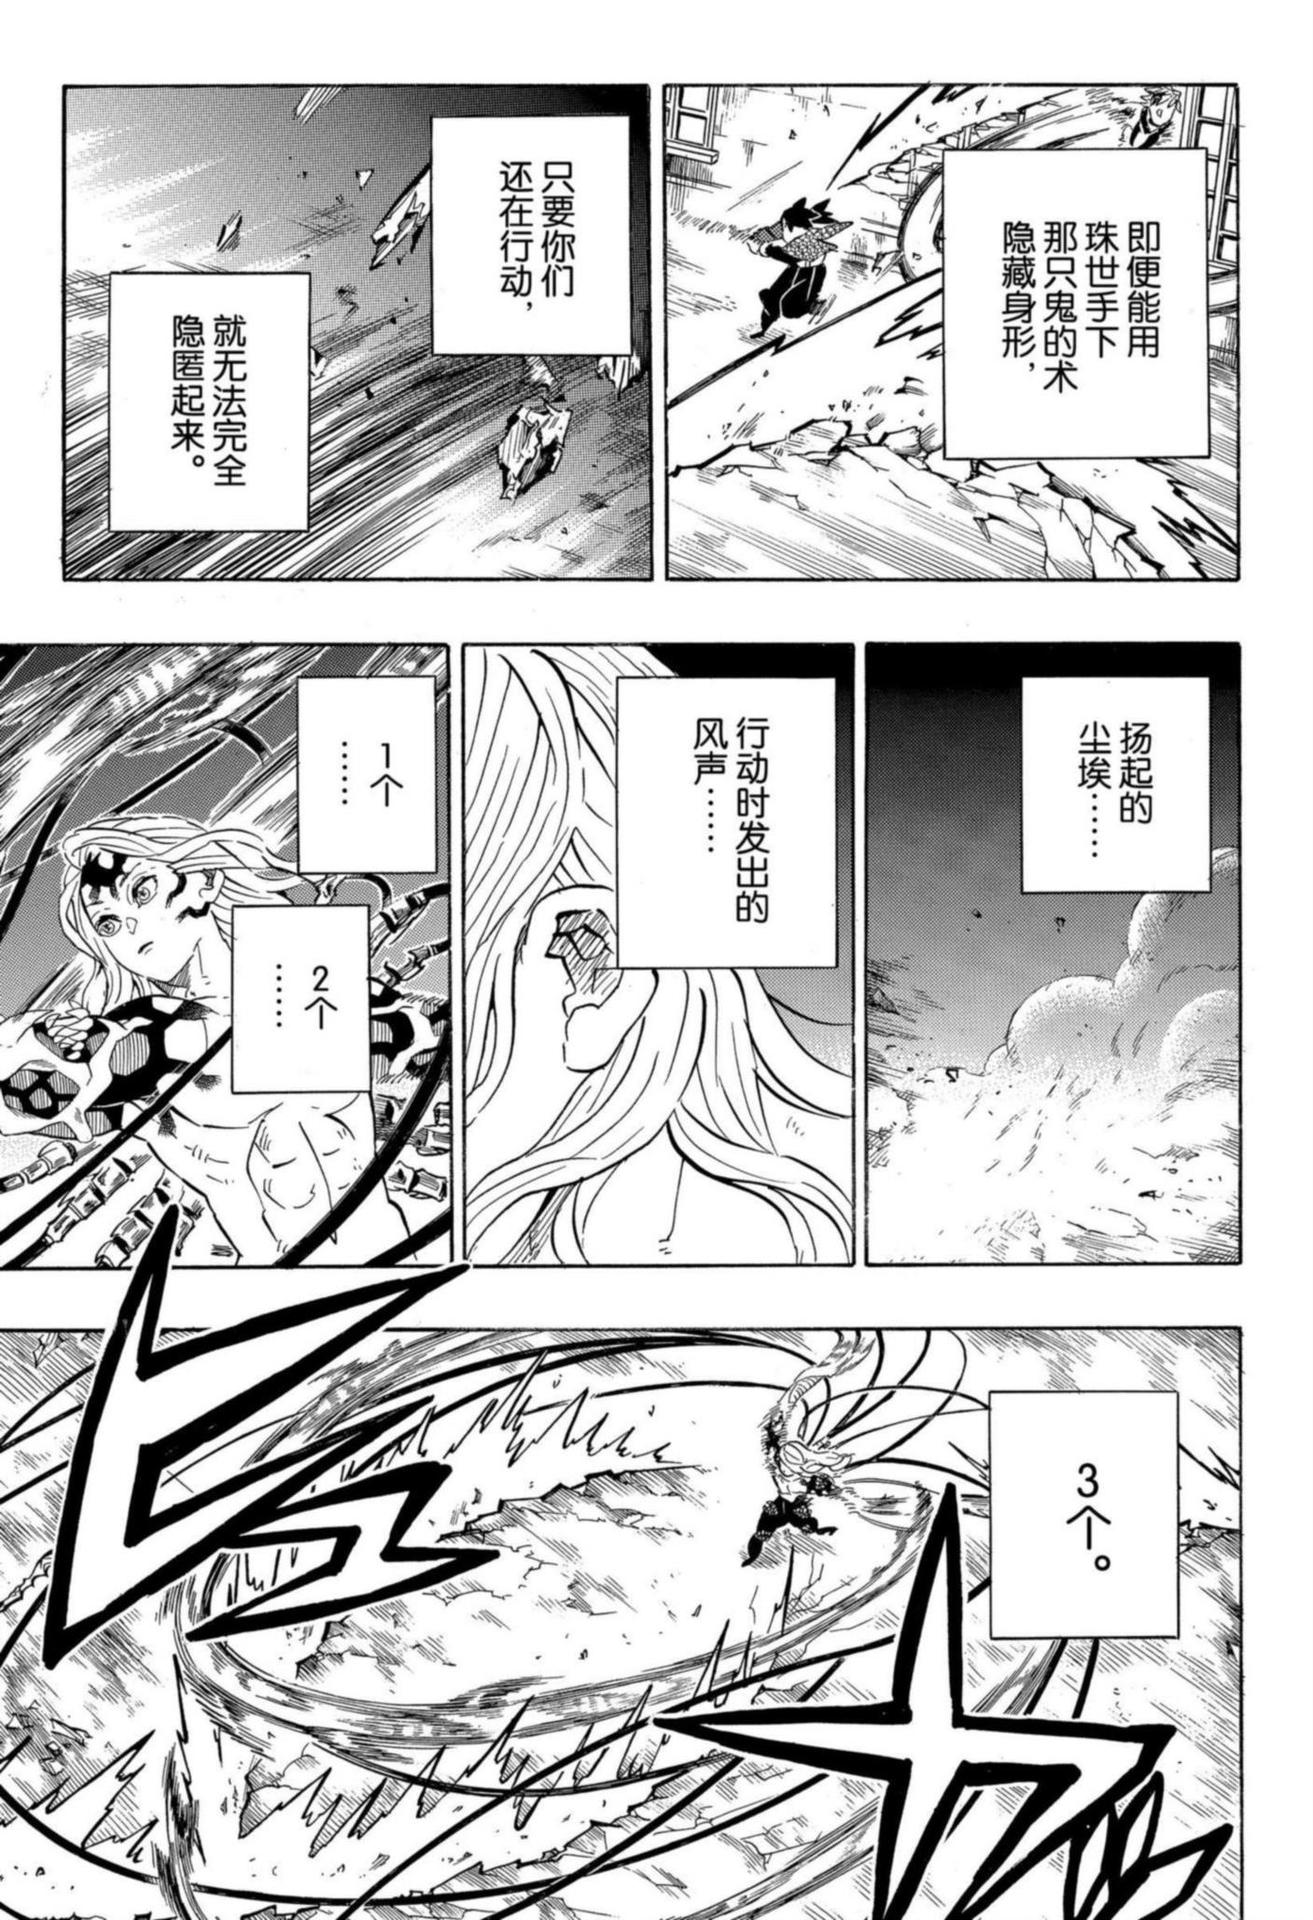 即便能用
珠世手下
那只鬼的术
隐藏身形，
只要你们
还在行动，
就无法完全
隐匿起来。
扬起的
尘埃……
行动时发出的
风声……
1个
……
2个
……
3个。